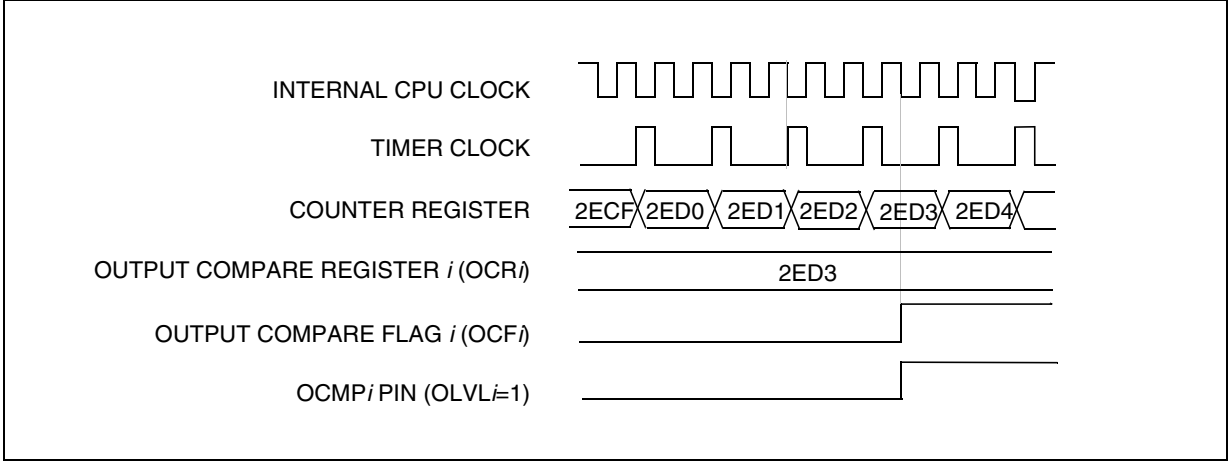 INTERNAL CPU CLOCK
TIMER CLOCK
COUNTER REGISTER 2ECF 2ED0 2ED1 2ED2 2ED3 2ED4
OUTPUT COMPARE REGISTER i (OCRi) 2ED3
OUTPUT COMPARE FLAG i (OCFi)
OCMPi PIN (OLVLi=1)